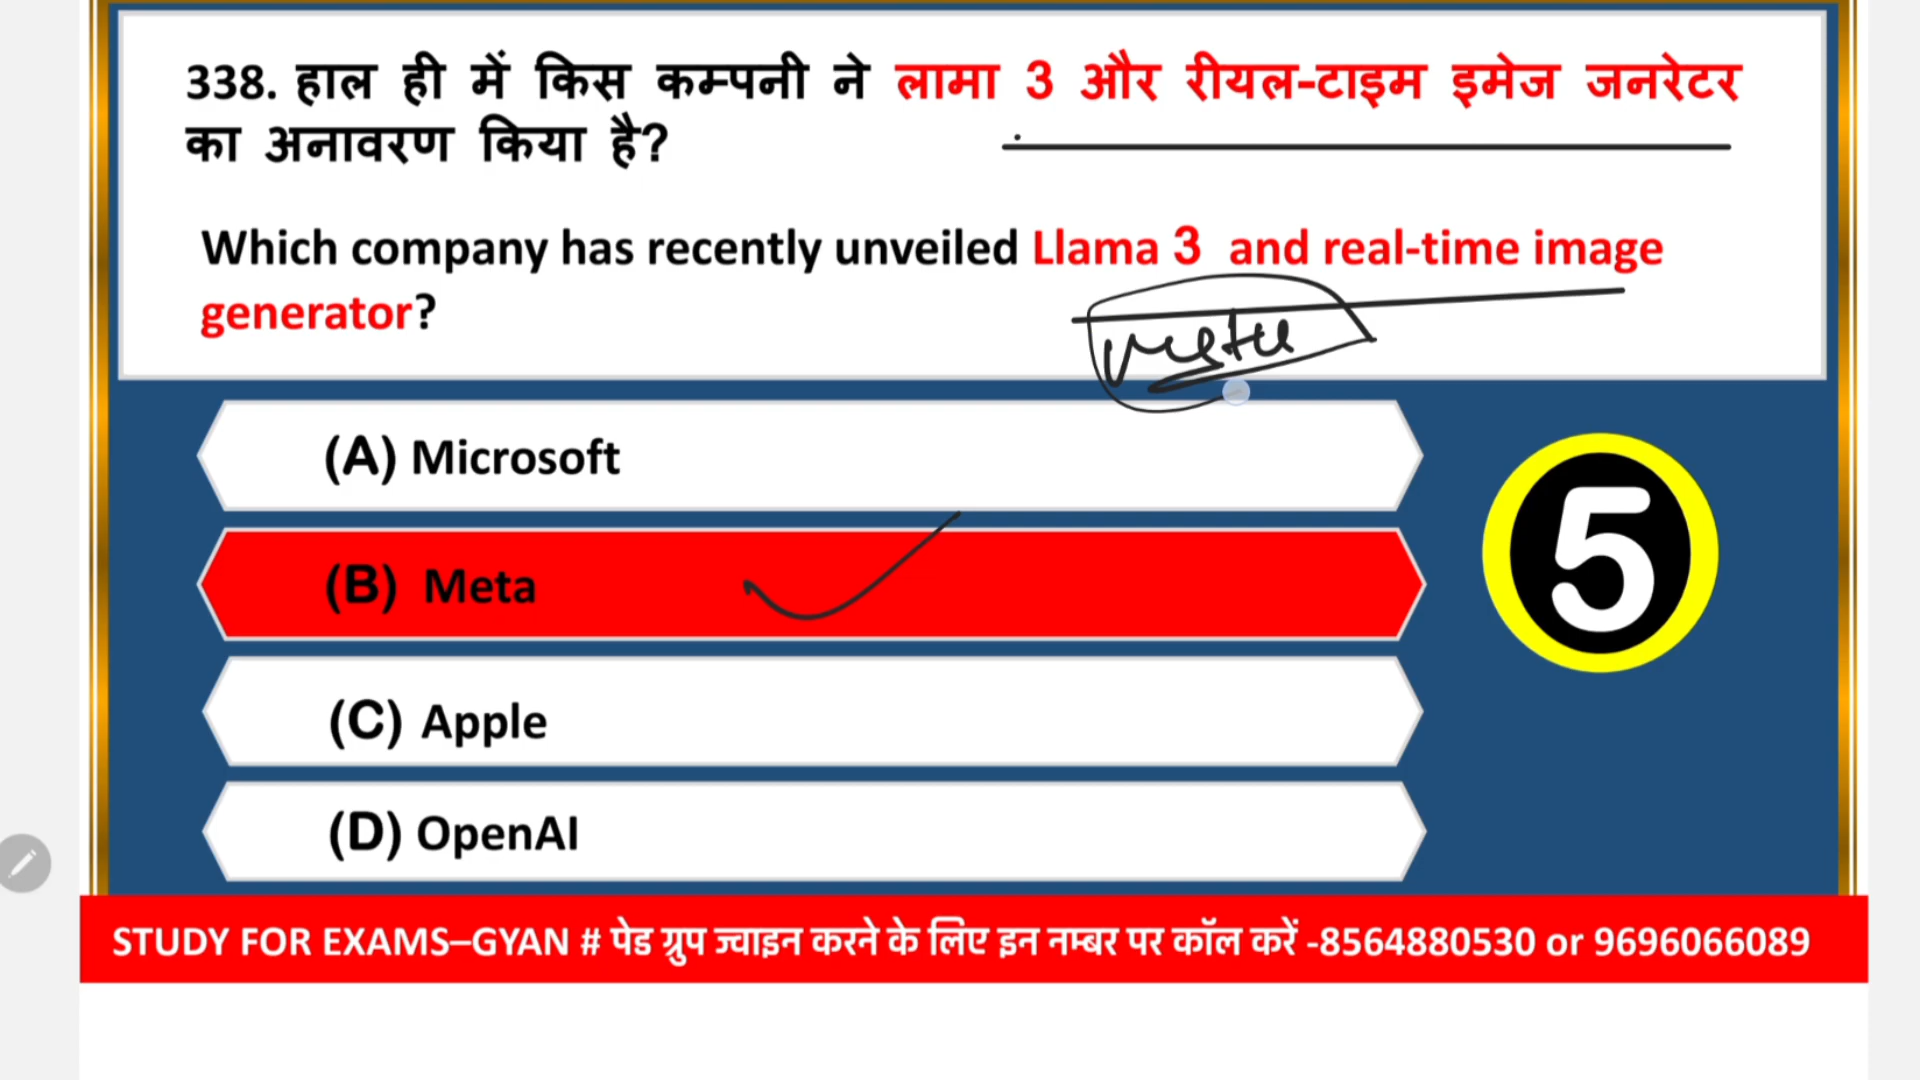 338. हाल ही में किस कम्पनी ने लामा 3 और रीयल-टाइम इमेज जनरेटर
का अनावरण किया है?
Which company has recently unveiled Llama 3 and real-time image
generator?
Meta
(A) Microsoft
(B) Meta
5
(C) Apple
(D) OpenAI
STUDY FOR EXAMS–GYAN # पेड ग्रुप ज्वाइन करने के लिए इन नम्बर पर कॉल करें -8564880530 or 9696066089